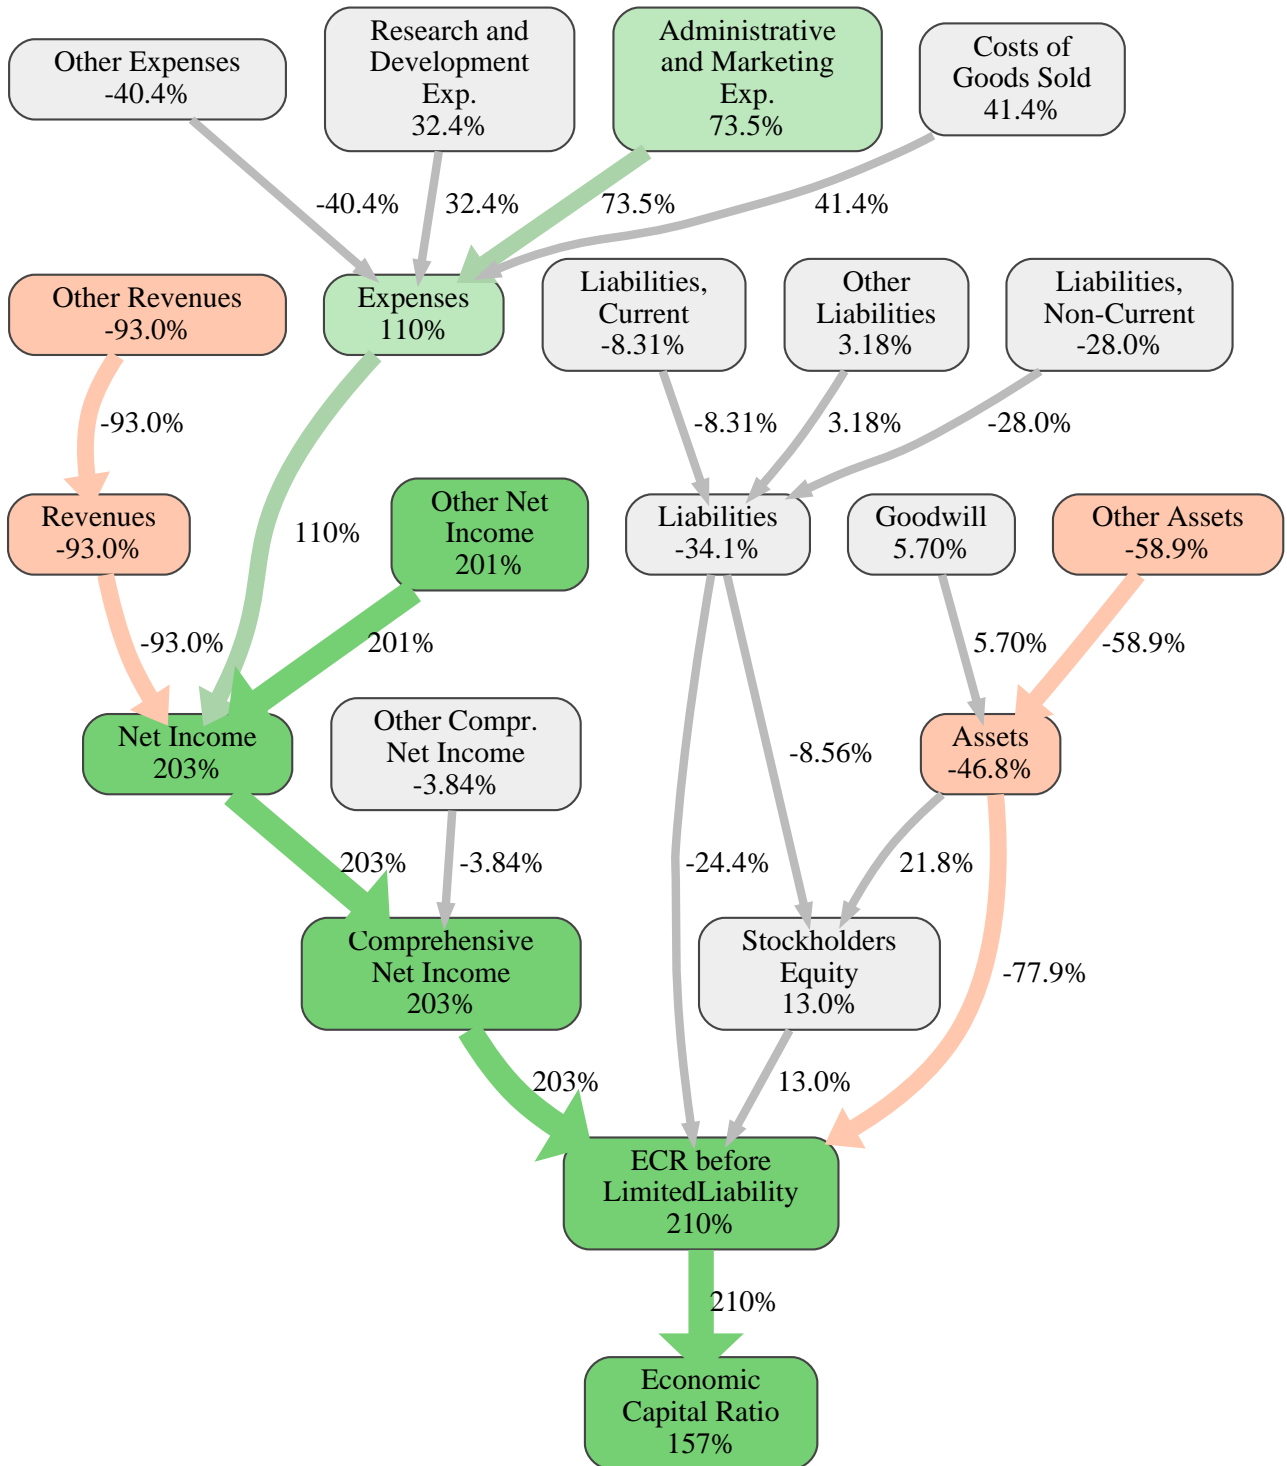 Other Expenses
-40.4%
Research and
Development
Exp.
32.4%
Administrative
and Marketing
Exp.
73.5%
Costs of
Goods Sold
41.4%
-40.4%
32.4%
73.5%
41.4%
Other Revenues
-93.0%
Expenses
110%
Liabilities,
Current
-8.31%
Other
Liabilities
3.18%
Liabilities,
Non-Current
-28.0%
-93.0%
-8.31%
3.18%
-28.0%
Revenues
-93.0%
110%
Other Net
Income
201%
Liabilities
-34.1%
Goodwill
5.70%
Other Assets
-58.9%
-93.0%
201%
5.70%
-58.9%
Net Income
203%
Other Compr.
Net Income
-3.84%
-8.56%
Assets
-46.8%
203%
-3.84%
-24.4%
21.8%
Comprehensive
Net Income
203%
Stockholders
Equity
13.0%
-77.9%
203%
13.0%
ECR before
LimitedLiability
210%
210%
Economic
Capital Ratio
157%